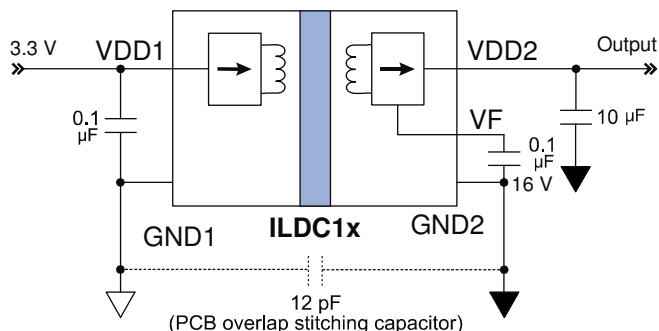 3.3 V
VDD1
VDD2
Output
0.1
µF
VF
10 µF
0.1
µF
16 V
GND1
ILDC1x
GND2
12 pF
(PCB overlap stitching capacitor)